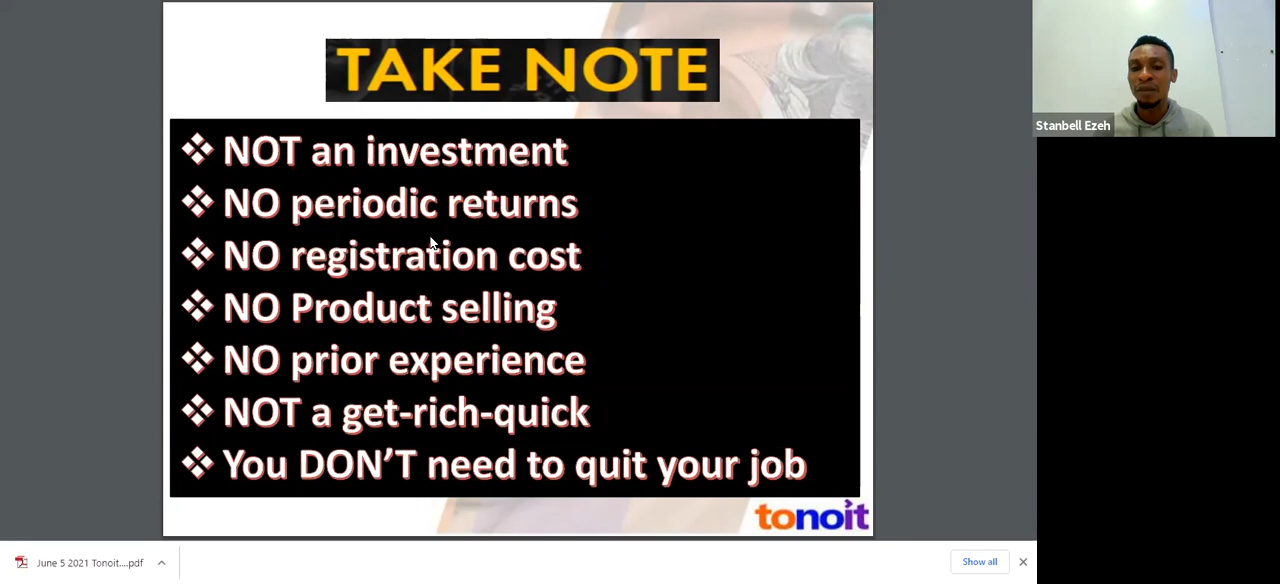 TAKE NOTE
❖ NOT an investment
❖ NO periodic returns
❖ NO registration cost
❖ NO Product selling
❖ NO prior experience
❖ NOT a get-rich-quick
❖ You DON’T need to quit your job
tonoit
Stanbell Ezeh
June 5 2021 Tonoit....pdf
Show all